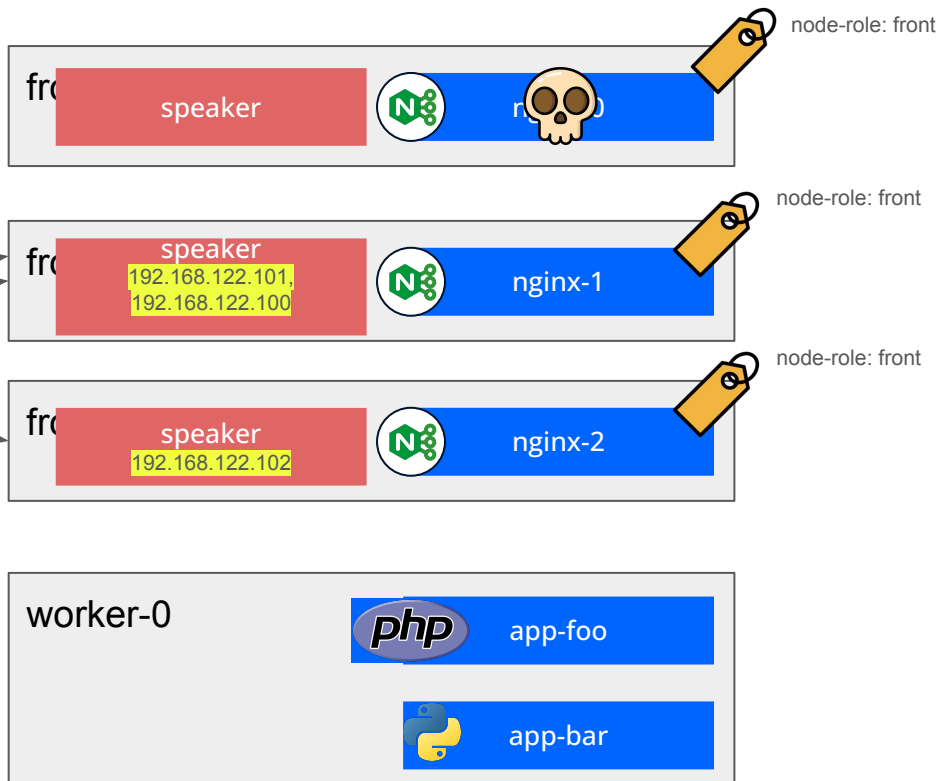 node-role: front
speaker
node-role: front
speaker
192.168.122.101,
192.168.122.100
N
nginx-1
node-role: front
speaker
192.168.122.102
N
nginx-2
worker-0
php
app-foo
app-bar